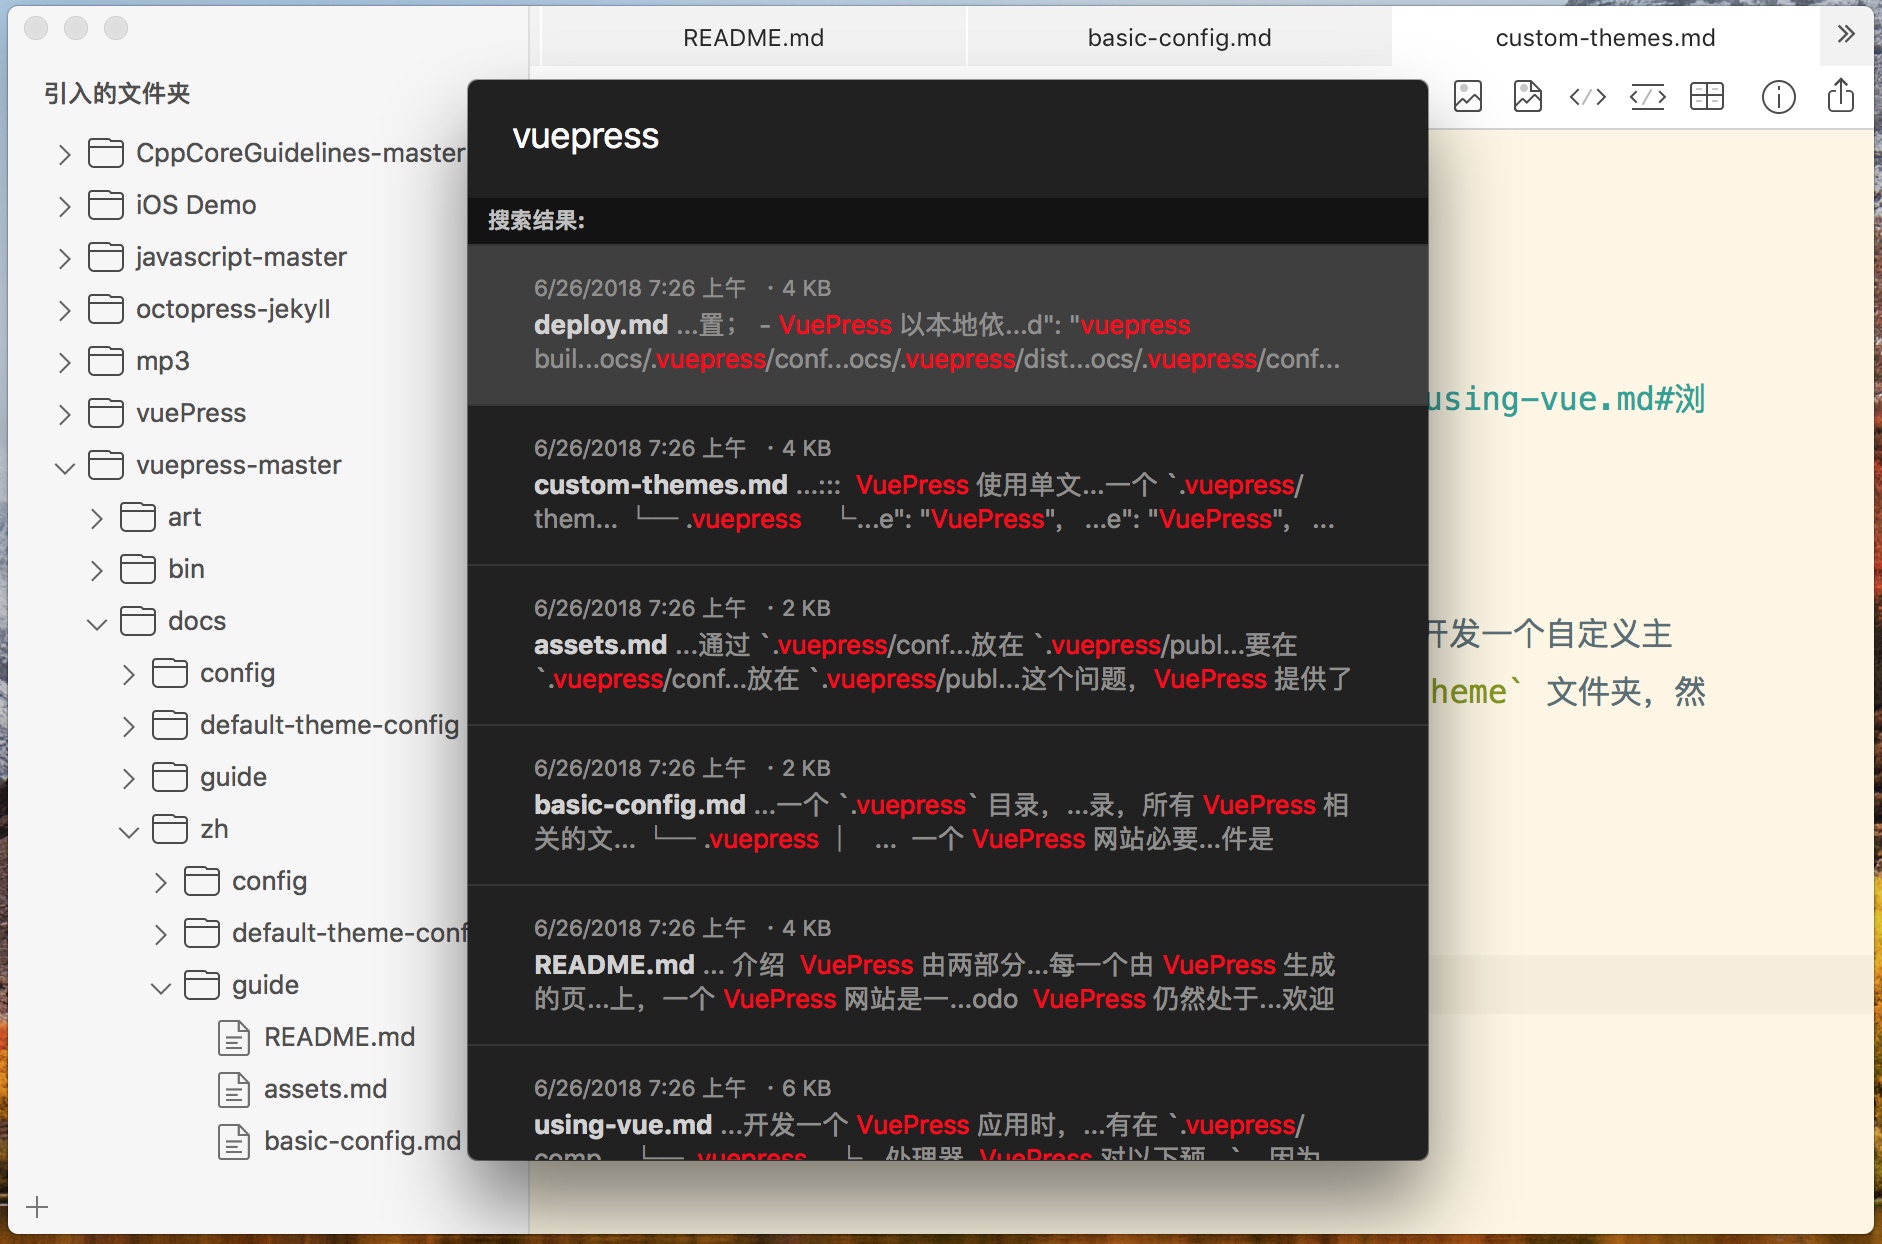 README.md
basic-config.md
custom-themes.md
引入的文件夹
CppCoreGuidelines-master
iOS Demo
javascript-master
octopress-jekyll
mp3
vuePress
vuepress-master
art
bin
docs
config
default-theme-config
guide
zh
config
default-theme-conf
guide
README.md
assets.md
basic-config.md
vuepress
搜索结果:
6/26/2018 7:26 上午 · 4 KB
deploy.md ...置； - VuePress 以本地依...d": "vuepress
buil...ocs/.vuepress/conf...ocs/.vuepress/dist...ocs/.vuepress/conf...
6/26/2018 7:26 上午 · 4 KB
custom-themes.md ...::: VuePress 使用单文...一个 `.vuepress/
them... └── .vuepress └...e": "VuePress", ...e": "VuePress", ...
6/26/2018 7:26 上午 · 2 KB
assets.md ...通过 `.vuepress/conf...放在 `.vuepress/publ...要在
`.vuepress/conf...放在 `.vuepress/publ...这个问题，VuePress 提供了
6/26/2018 7:26 上午 · 2 KB
basic-config.md ...一个 `.vuepress` 目录，...录，所有 VuePress 相
关的文... └── .vuepress │ ... 一个 VuePress 网站必要...件是
6/26/2018 7:26 上午 · 4 KB
README.md ... 介绍 VuePress 由两部分...每一个由 VuePress 生成
的页...上，一个 VuePress 网站是一...odo VuePress 仍然处于...欢迎
6/26/2018 7:26 上午 · 6 KB
using-vue.md ...开发一个 VuePress 应用时，...有在 `.vuepress/
comp... └── .vuepress └...处理器 VuePress 对以下预...`，因为
using-vue.md#浏
开发一个自定义主
heme` 文件夹，然